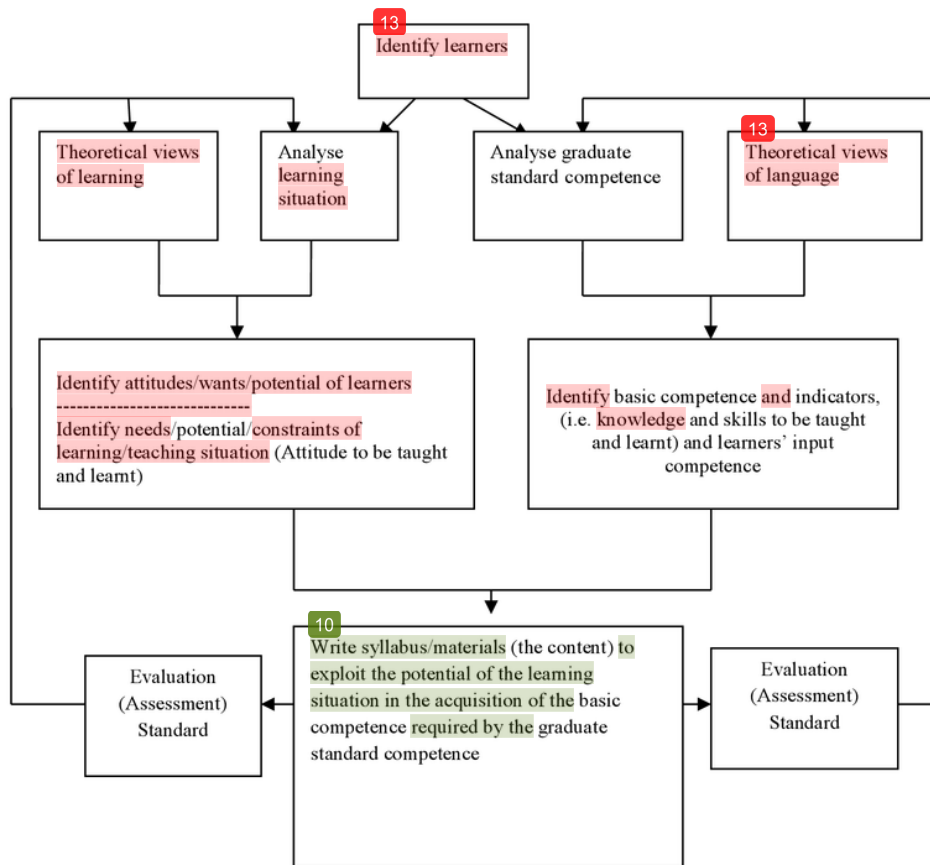 13
Identify learners
Theoretical views
of learning
Analyse
learning
situation
Analyse graduate
standard competence
13
Theoretical views
of language
Identify attitudes/wants/potential of learners
-----------------------------
Identify needs/potential/constraints of
learning/teaching situation (Attitude to be taught
and learnt)
Identify basic competence and indicators,
(i.e. knowledge and skills to be taught
and learnt) and learners’ input
competence
Evaluation
(Assessment)
Standard
10
Write syllabus/materials (the content) to
exploit the potential of the learning
situation in the acquisition of the basic
competence required by the graduate
standard competence
Evaluation
(Assessment)
Standard